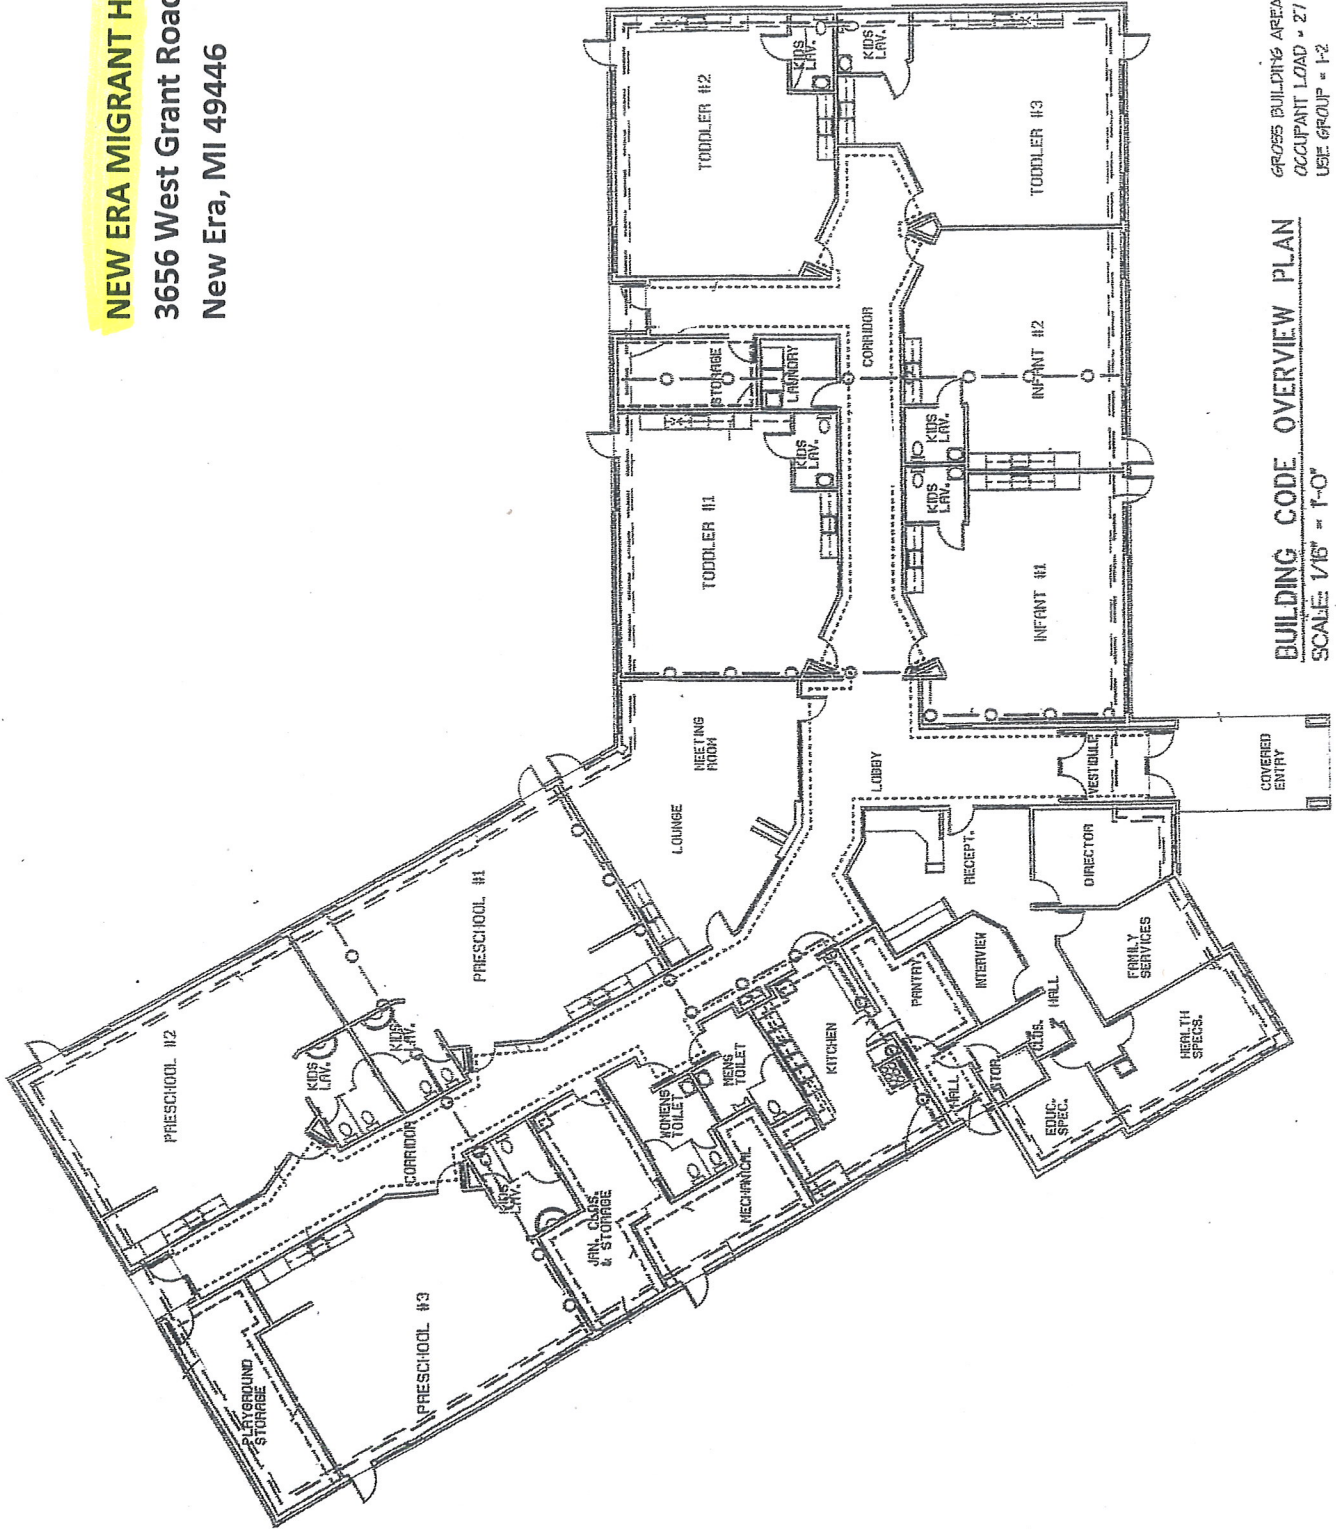 NEW ERA MIGRANT H
3656 West Grant Road
New Era, MI 49446
PRESCHOOL #2
KIDS
LAV.
KIDS
LAV.
PRESCHOOL #1
CORRIDOR
PLAYGROUND
STORAGE
PRESCHOOL #3
KIDS
LAV.
JAN. CLOS.
& STORAGE
WOMENS
TOILET
MENS
TOILET
MECHANICAL
KITCHEN
PANTRY
HALL
STOR.
CLOS.
EDUC.
SPEC.
HEALTH
SPECS.
FAMILY
SERVICES
HALL
INTERVIEW
RECEPT.
DIRECTOR
LOUNGE
MEETING
ROOM
LOBBY
VESTIBULE
COVERED
ENTRY
TODDLER #1
KIDS
LAV.
STORAGE
LAUNDRY
CORRIDOR
TODDLER #2
KIDS
LAV.
KIDS
LAV.
TODDLER #3
INFANT #2
KIDS
LAV.
KIDS
LAV.
INFANT #1
BUILDING CODE OVERVIEW PLAN
SCALE: 1/16" = 1'-0"
GROSS BUILDING AREA
OCCUPANT LOAD = 27
USE GROUP = I-2